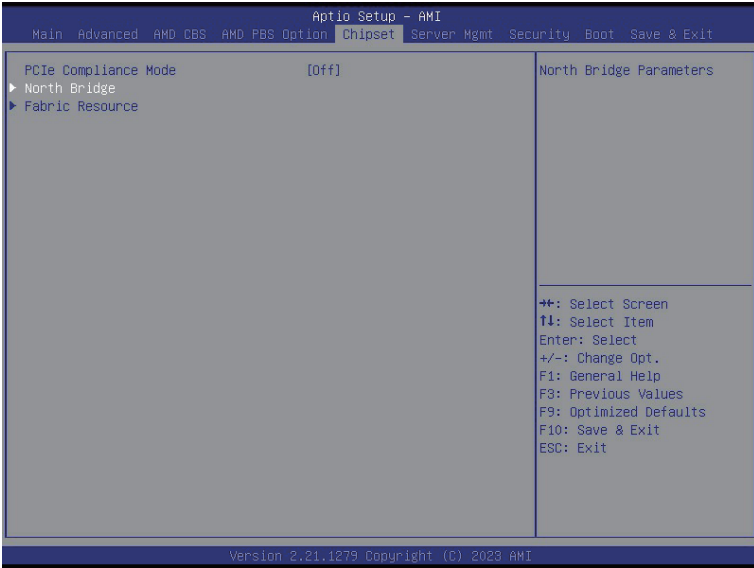 Aptio Setup – AMI
Main Advanced AMD CBS AMD PBS Option Chipset Server Mgmt Security Boot Save & Exit
PCIe Compliance Mode [Off]
North Bridge
Fabric Resource
North Bridge Parameters
→←: Select Screen
↑↓: Select Item
Enter: Select
+/-: Change Opt.
F1: General Help
F3: Previous Values
F9: Optimized Defaults
F10: Save & Exit
ESC: Exit
Version 2.21.1279 Copyright (C) 2023 AMI